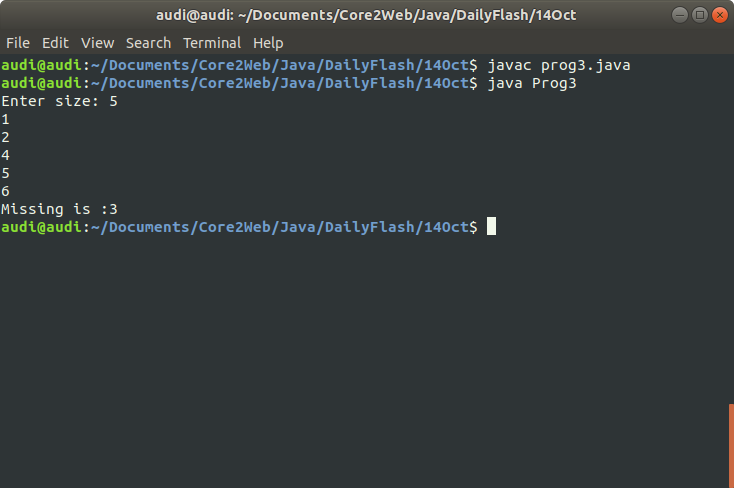 audi@audi: ~/Documents/Core2Web/Java/DailyFlash/14Oct
File Edit View Search Terminal Help
audi@audi:~/Documents/Core2Web/Java/DailyFlash/14Oct$ javac prog3.java
audi@audi:~/Documents/Core2Web/Java/DailyFlash/14Oct$ java Prog3
Enter size: 5
1
2
4
5
6
Missing is :3
audi@audi:~/Documents/Core2Web/Java/DailyFlash/14Oct$